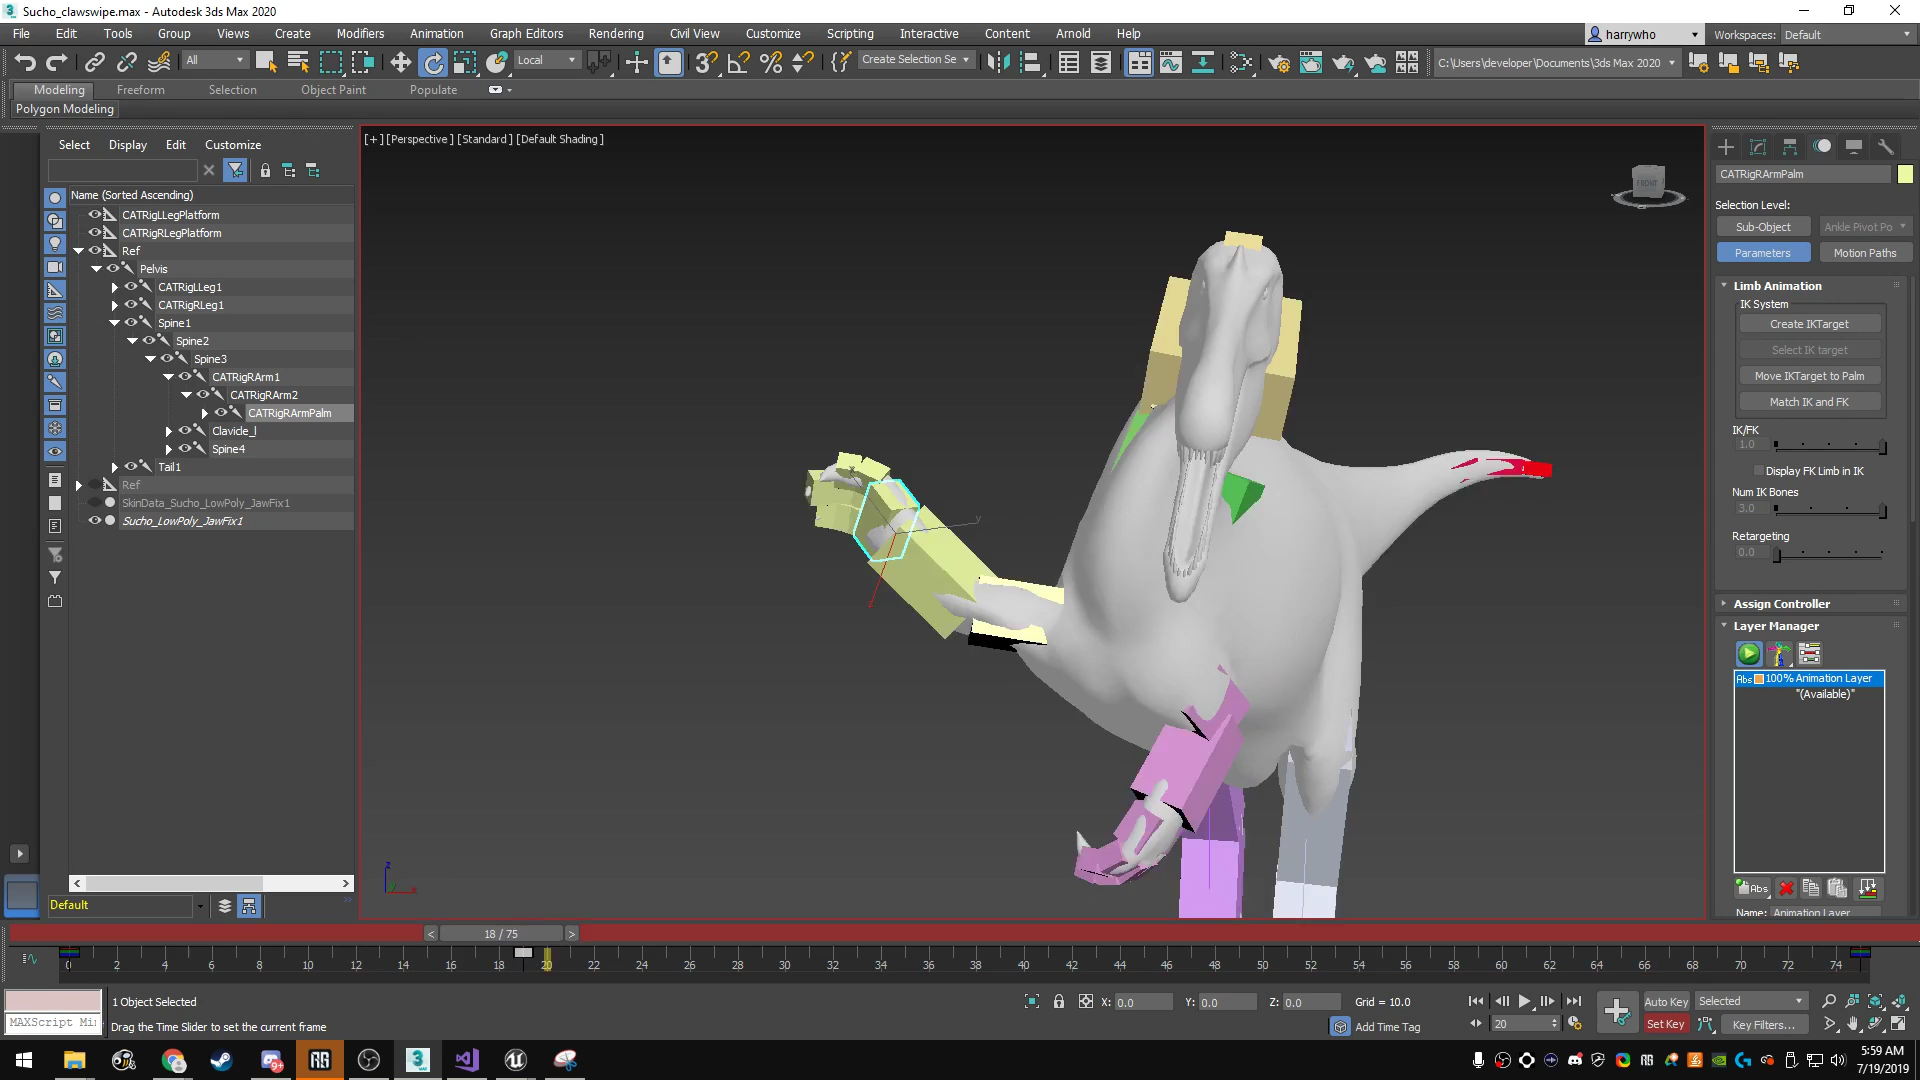 Sucho_clawswipe.max - Autodesk 3ds Max 2020
File Edit Tools Group Views Create Modifiers Animation Graph Editors Rendering Civil View Customize Scripting Interactive Content Arnold Help
harrywho
Workspaces: Default
All
Local
Create Selection Se
C:\Users\developer\Documents\3ds Max 2020
Modeling Freeform Selection Object Paint Populate
Polygon Modeling
Select Display Edit Customize
Name (Sorted Ascending)
CATRigLLegPlatform
CATRigRLegPlatform
Ref
Pelvis
CATRigLLeg1
CATRigRLeg1
Spine1
Spine2
Spine3
CATRigRArm1
CATRigRArm2
CATRigRArmPalm
Clavicle_l
Spine4
Tail1
Ref
SkinData_Sucho_LowPoly_JawFix1
Sucho_LowPoly_JawFix1
Default
[+] [Perspective] [Standard] [Default Shading]
FRONT
y
z
x
CATRigRArmPalm
Selection Level:
Sub-Object
Ankle Pivot Po
Parameters
Motion Paths
Limb Animation
IK System
Create IKTarget
Select IK target
Move IKTarget to Palm
Match IK and FK
IK/FK
1.0
Display FK Limb in IK
Num IK Bones
3.0
Retargeting
0.0
Assign Controller
Layer Manager
Abs 100% Animation Layer
"(Available)"
Abs
Name: Animation Layer
< 18 / 75 >
0 2 4 6 8 10 12 14 16 18 20 22 24 26 28 30 32 34 36 38 40 42 44 46 48 50 52 54 56 58 60 62 64 66 68 70 72 74
1 Object Selected
X: 0.0 Y: 0.0 Z: 0.0 Grid = 10.0
Auto Key
Selected
MAXScript Mi
Drag the Time Slider to set the current frame
Add Time Tag
20
Set Key
Key Filters...
5:59 AM
7/19/2019